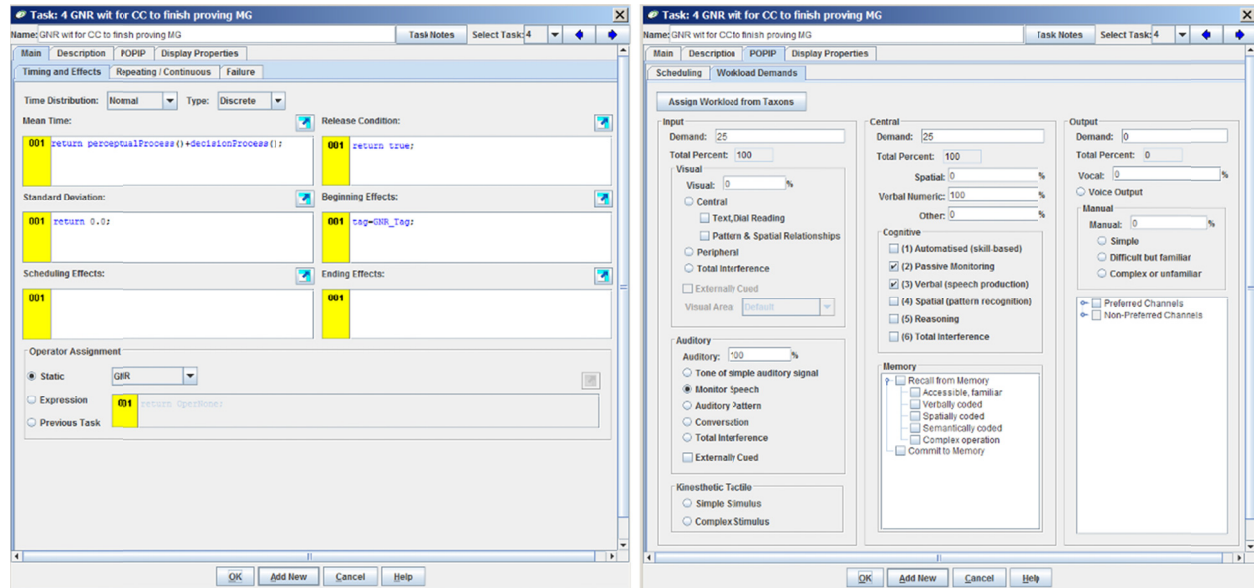 Task: 4 GNR wit for CC to finish proving MG
Name: GNR wit for CC to finish proving MG Task Notes Select Task: 4
Main Description POPIP Display Properties
Timing and Effects Repeating / Continuous Failure
Time Distribution: Normal Type: Discrete
Mean Time: Release Condition:
001 return perceptualProcess()+decisionProcess(); 001 return true;
Standard Deviation: Beginning Effects:
001 return 0.0; 001 tag=GNR_Tag;
Scheduling Effects: Ending Effects:
001 001
Operator Assignment
Static GNR
Expression 001 return OperName;
Previous Task
OK Add New Cancel Help
Task: 4 GNR wit for CC to finish proving MG
Name: GNR wit for CC to finish proving MG Task Notes Select Task: 4
Main Description POPIP Display Properties
Scheduling Workload Demands
Assign Workload from Taxons
Input
Demand: 25
Total Percent: 100
Visual
Visual: 0 %
Central
Text,Dial Reading
Pattern & Spatial Relationships
Peripheral
Total Interference
Externally Cued
Visual Area Default
Auditory
Auditory: 100 %
Tone of simple auditory signal
Monitor Speech
Auditory Pattern
Conversation
Total Interference
Externally Cued
Kinesthetic Tactile
Simple Stimulus
Complex Stimulus
Central
Demand: 25
Total Percent: 100
Spatial: 0 %
Verbal Numeric: 100 %
Other: 0 %
Cognitive
(1) Automatised (skill-based)
(2) Passive Monitoring
(3) Verbal (speech production)
(4) Spatial (pattern recognition)
(5) Reasoning
(6) Total Interference
Memory
Recall from Memory
Accessible, familiar
Verbally coded
Spatially coded
Semantically coded
Complex operation
Commit to Memory
Output
Demand: 0
Total Percent: 0
Vocal: 0 %
Voice Output
Manual
Manual: 0 %
Simple
Difficult but familiar
Complex or unfamiliar
Preferred Channels
Non-Preferred Channels
OK Add New Cancel Help